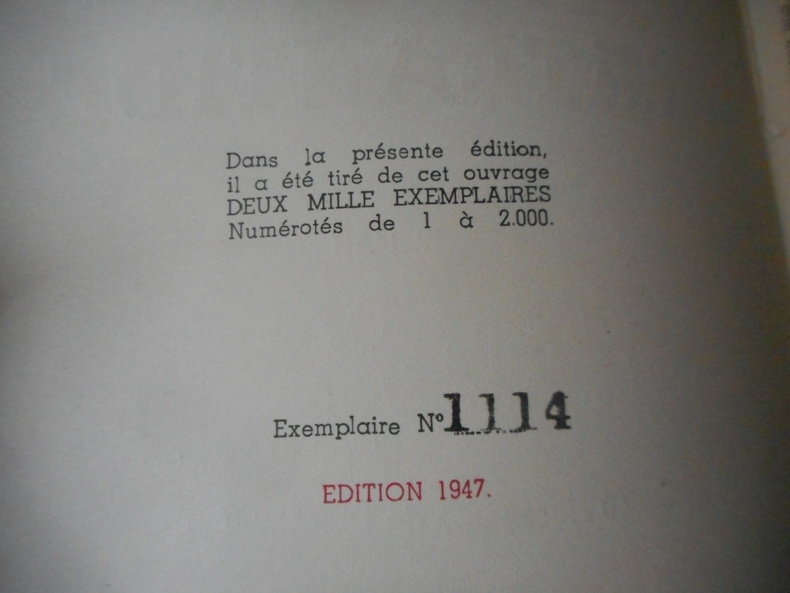 Dans la présente édition,
il a été tiré de cet ouvrage
DEUX MILLE EXEMPLAIRES
Numérotés de 1 à 2.000.
Exemplaire Nº 1114
EDITION 1947.